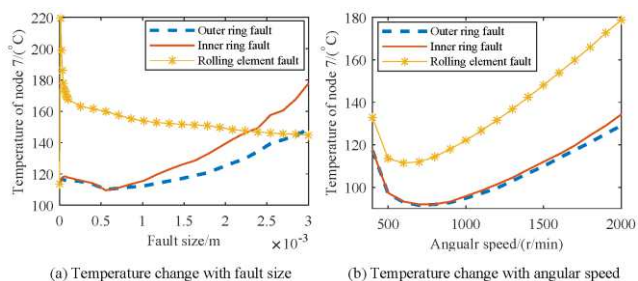 220
200
180
160
140
120
100
Temperature of node 7/(°C)
Outer ring fault
Inner ring fault
Rolling element fault
0 0.5 1 1.5 2 2.5 3
Fault size/m
×10⁻³
(a) Temperature change with fault size
180
160
140
120
100
Temperature of node 7/(°C)
Outer ring fault
Inner ring fault
Rolling element fault
500 1000 1500 2000
Angualr speed/(r/min)
(b) Temperature change with angular speed